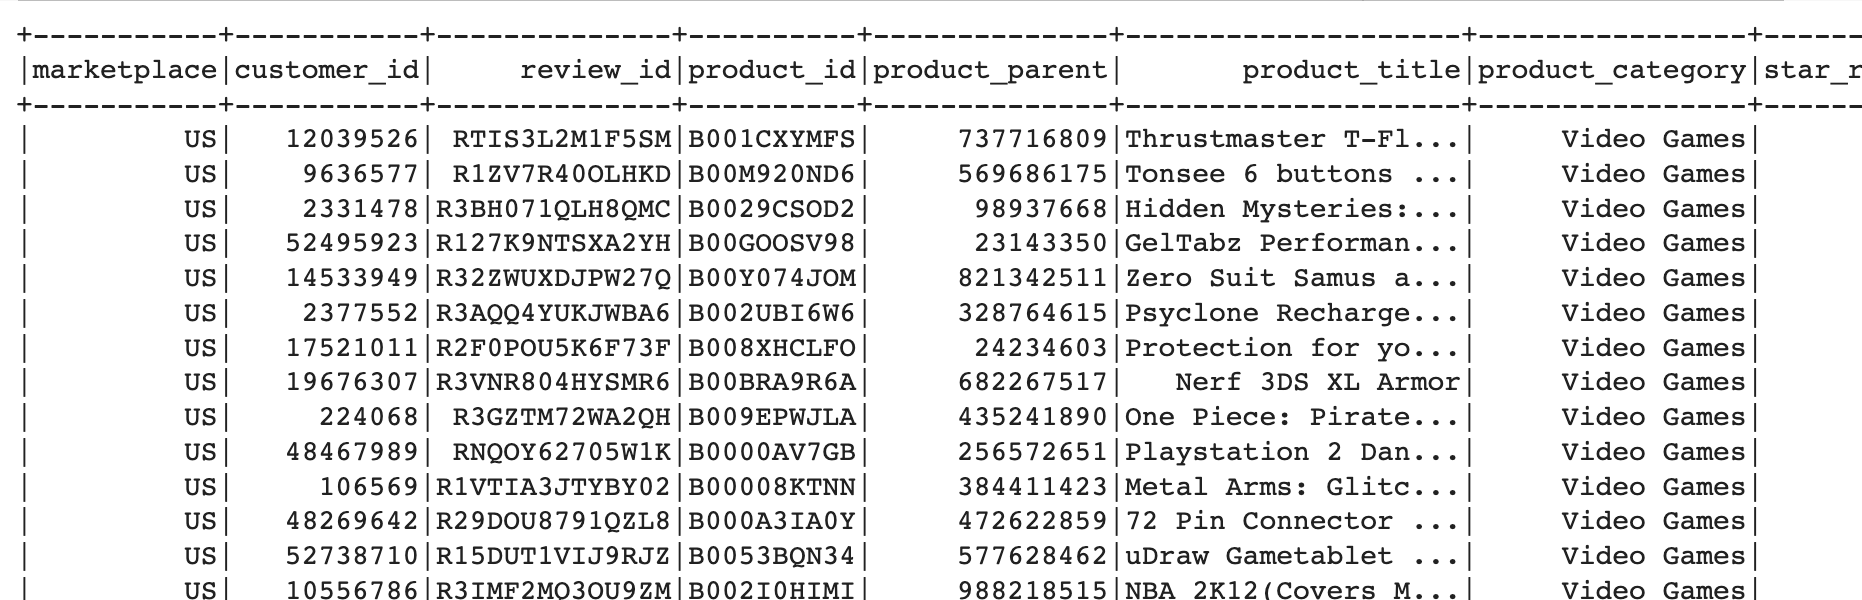 +-----------+-----------+--------------+----------+--------------+--------------------+----------------+------
|marketplace|customer_id|     review_id|product_id|product_parent|       product_title|product_category|star_r
+-----------+-----------+--------------+----------+--------------+--------------------+----------------+------
|         US|   12039526| RTIS3L2M1F5SM|B001CXYMFS|     737716809|Thrustmaster T-Fl...|     Video Games|
|         US|    9636577| R1ZV7R40OLHKD|B00M920ND6|     569686175|Tonsee 6 buttons ...|     Video Games|
|         US|    2331478|R3BH071QLH8QMC|B0029CSOD2|      98937668|Hidden Mysteries:...|     Video Games|
|         US|   52495923|R127K9NTSXA2YH|B00GOOSV98|      23143350|GelTabz Performan...|     Video Games|
|         US|   14533949|R32ZWUXDJPW27Q|B00Y074JOM|     821342511|Zero Suit Samus a...|     Video Games|
|         US|    2377552|R3AQQ4YUKJWBA6|B002UBI6W6|     328764615|Psyclone Recharge...|     Video Games|
|         US|   17521011|R2F0POU5K6F73F|B008XHCLFO|      24234603|Protection for yo...|     Video Games|
|         US|   19676307|R3VNR804HYSMR6|B00BRA9R6A|     682267517|   Nerf 3DS XL Armor|     Video Games|
|         US|     224068| R3GZTM72WA2QH|B009EPWJLA|     435241890|One Piece: Pirate...|     Video Games|
|         US|   48467989| RNQOY62705W1K|B0000AV7GB|     256572651|Playstation 2 Dan...|     Video Games|
|         US|     106569|R1VTIA3JTYBY02|B00008KTNN|     384411423|Metal Arms: Glitc...|     Video Games|
|         US|   48269642|R29DOU8791QZL8|B000A3IA0Y|     472622859|72 Pin Connector ...|     Video Games|
|         US|   52738710|R15DUT1VIJ9RJZ|B0053BQN34|     577628462|uDraw Gametablet ...|     Video Games|
|         US|   10556786|R3IMF2MQ3OU9ZM|B002I0HIMI|     988218515|NBA 2K12(Covers M...|     Video Games|